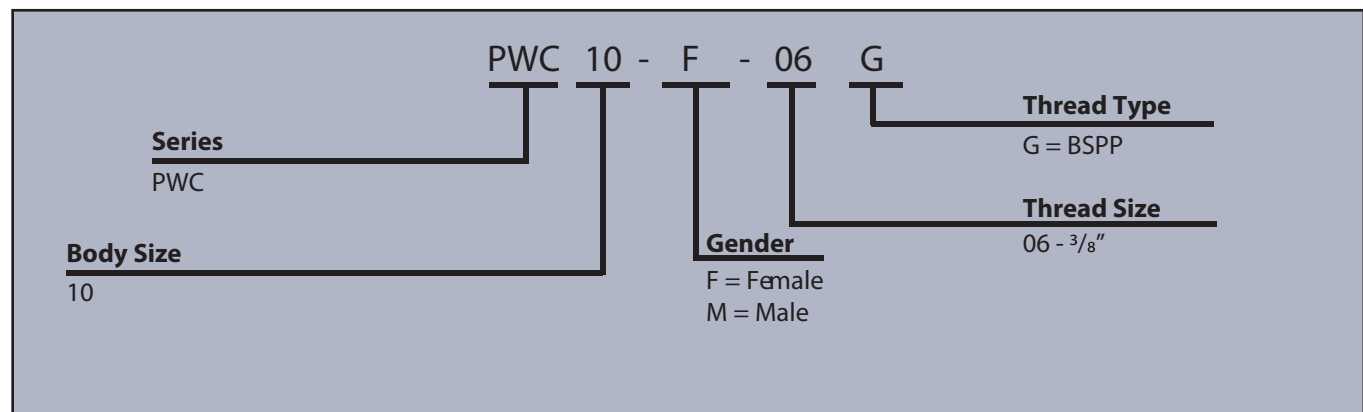 PWC 10 - F - 06 G
Thread Type
G = BSPP
Series
PWC
Thread Size
06 - 3/8"
Gender
F = Female
M = Male
Body Size
10